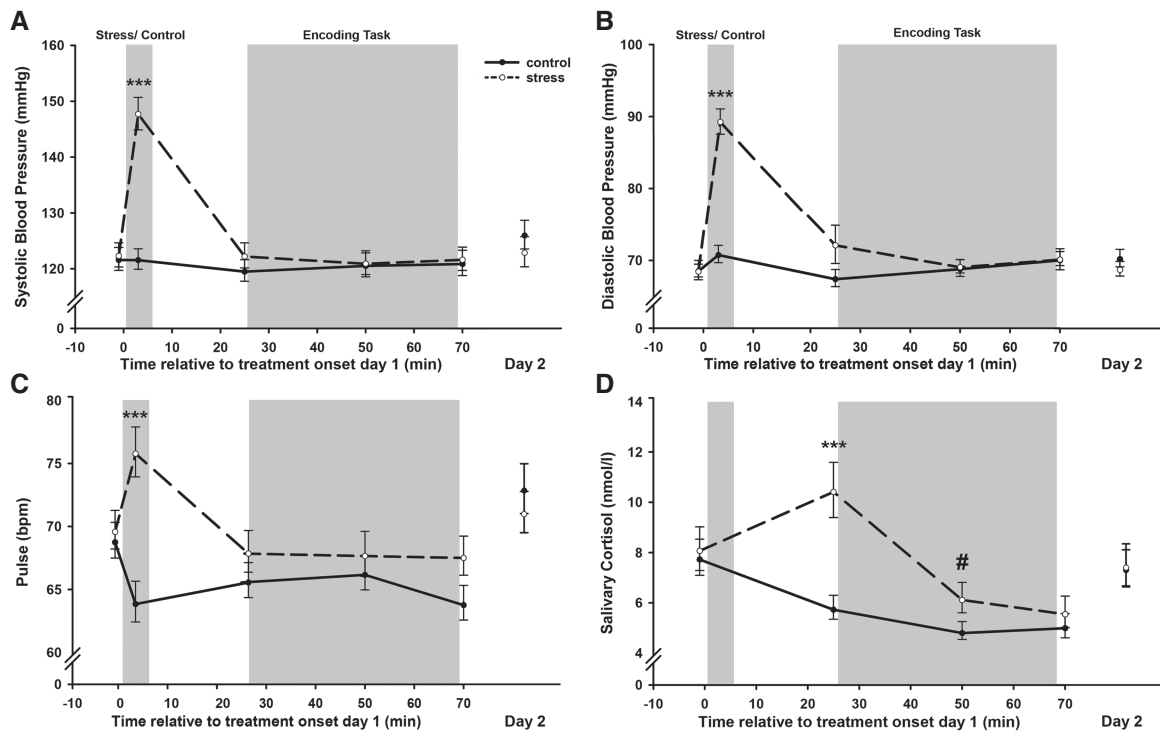 A
Stress/ Control
Encoding Task
160
150
140
130
120
0
Systolic Blood Pressure (mmHg)
***
control
stress
-10 0 10 20 30 40 50 60 70
Time relative to treatment onset day 1 (min)
Day 2
B
Stress/ Control
Encoding Task
100
90
80
70
0
Diastolic Blood Pressure (mmHg)
***
-10 0 10 20 30 40 50 60 70
Time relative to treatment onset day 1 (min)
Day 2
C
80
75
70
65
60
0
Pulse (bpm)
***
-10 0 10 20 30 40 50 60 70
Time relative to treatment onset day 1 (min)
Day 2
D
14
12
10
8
6
4
0
Salivary Cortisol (nmol/l)
***
#
-10 0 10 20 30 40 50 60 70
Time relative to treatment onset day 1 (min)
Day 2